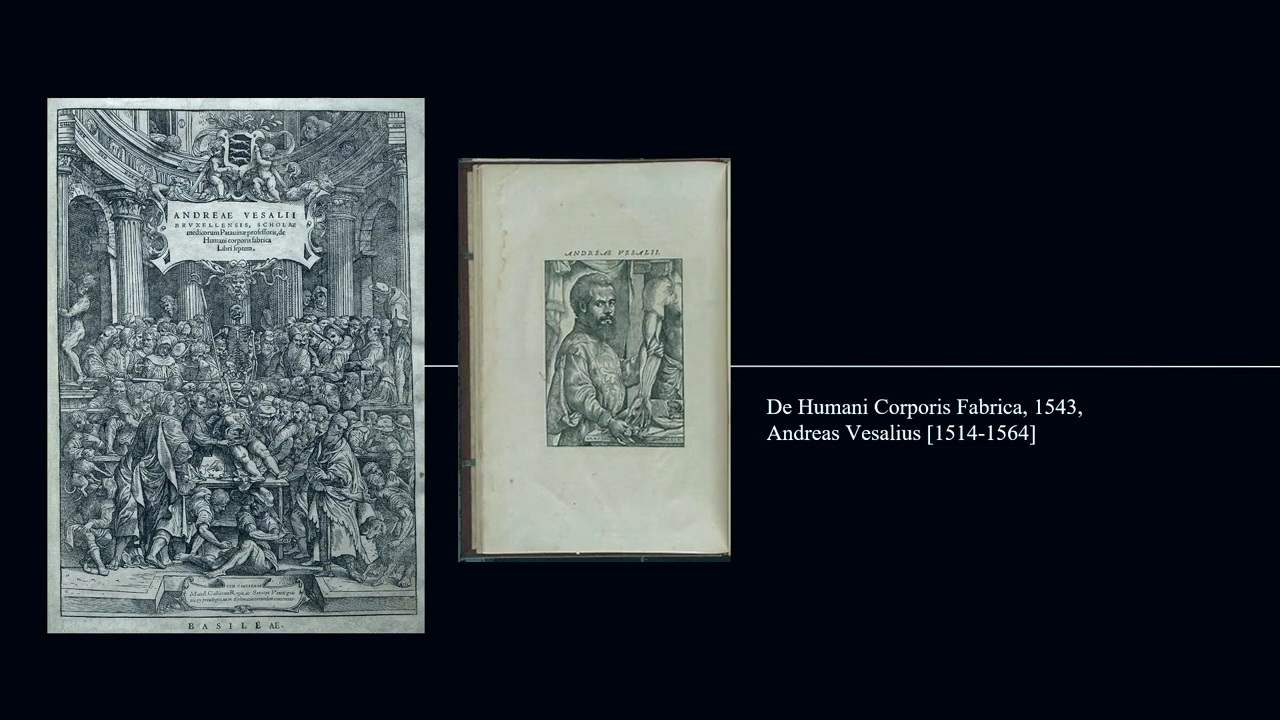 ANDREAE VESALII
BRVXELLENSIS, SCHOLAE
medicorum Patauinæ professoris, de
Humani corporis fabrica
Libri septem.
BASILEAE.
ANDREAE VESALII.
De Humani Corporis Fabrica, 1543,
Andreas Vesalius [1514-1564]